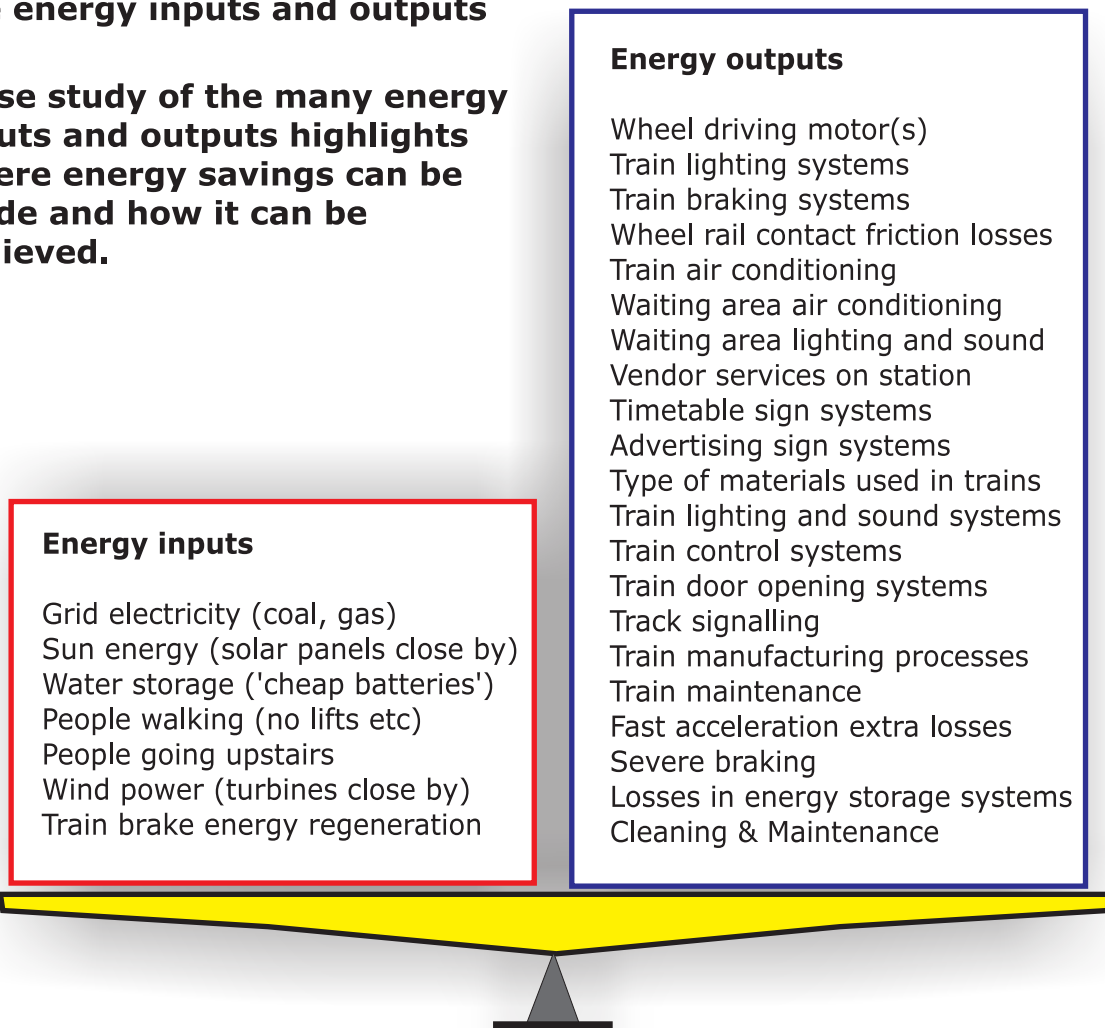 energy inputs and outputs
se study of the many energy
uts and outputs highlights
ere energy savings can be
de and how it can be
ieved.
Energy inputs
Grid electricity (coal, gas)
Sun energy (solar panels close by)
Water storage ('cheap batteries')
People walking (no lifts etc)
People going upstairs
Wind power (turbines close by)
Train brake energy regeneration
Energy outputs
Wheel driving motor(s)
Train lighting systems
Train braking systems
Wheel rail contact friction losses
Train air conditioning
Waiting area air conditioning
Waiting area lighting and sound
Vendor services on station
Timetable sign systems
Advertising sign systems
Type of materials used in trains
Train lighting and sound systems
Train control systems
Train door opening systems
Track signalling
Train manufacturing processes
Train maintenance
Fast acceleration extra losses
Severe braking
Losses in energy storage systems
Cleaning & Maintenance